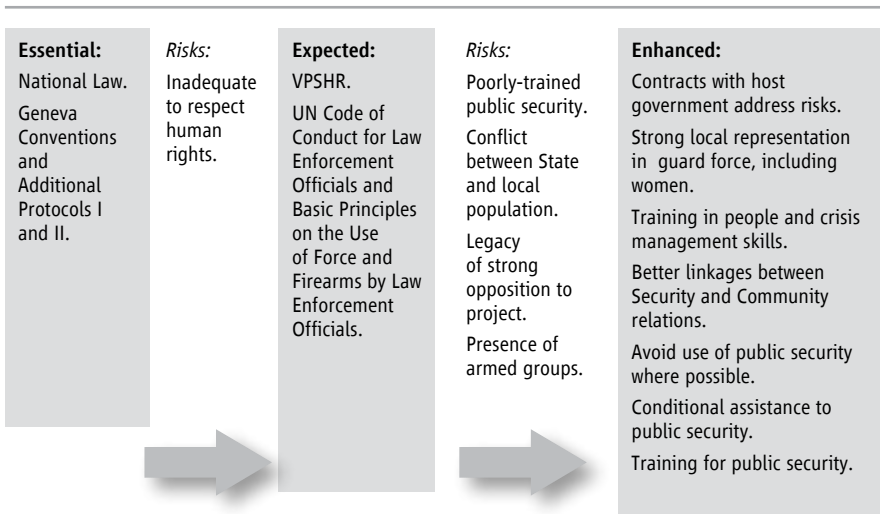 Essential:
National Law.
Geneva
Conventions
and
Additional
Protocols I
and II.
Risks:
Inadequate
to respect
human
rights.
Expected:
VPSHR.
UN Code of
Conduct for Law
Enforcement
Officials and
Basic Principles
on the Use
of Force and
Firearms by Law
Enforcement
Officials.
Risks:
Poorly-trained
public security.
Conflict
between State
and local
population.
Legacy
of strong
opposition to
project.
Presence of
armed groups.
Enhanced:
Contracts with host
government address risks.
Strong local representation
in guard force, including
women.
Training in people and crisis
management skills.
Better linkages between
Security and Community
relations.
Avoid use of public security
where possible.
Conditional assistance to
public security.
Training for public security.